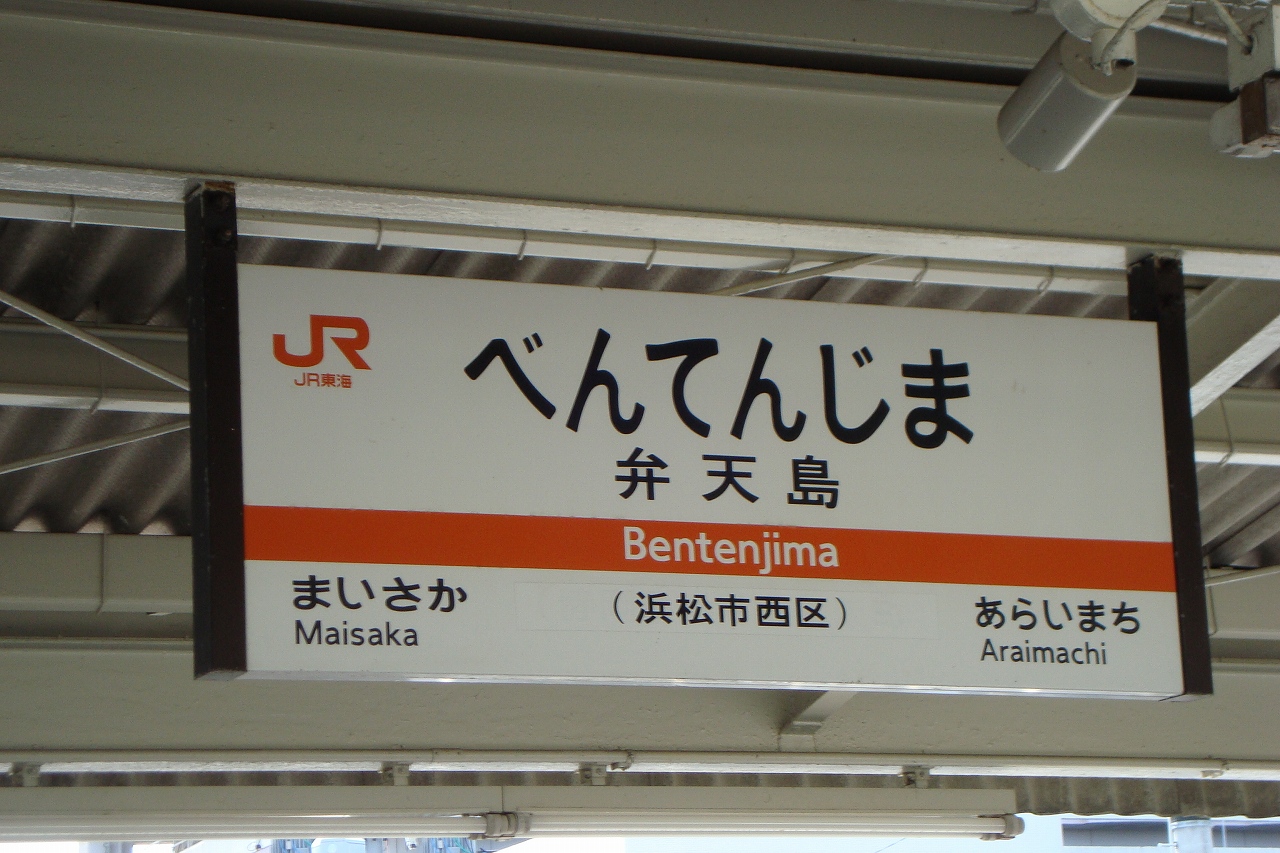 JR
JR東海
べんてんじま
弁天島
Bentenjima
まいさか
Maisaka
（浜松市西区）
あらいまち
Araimachi